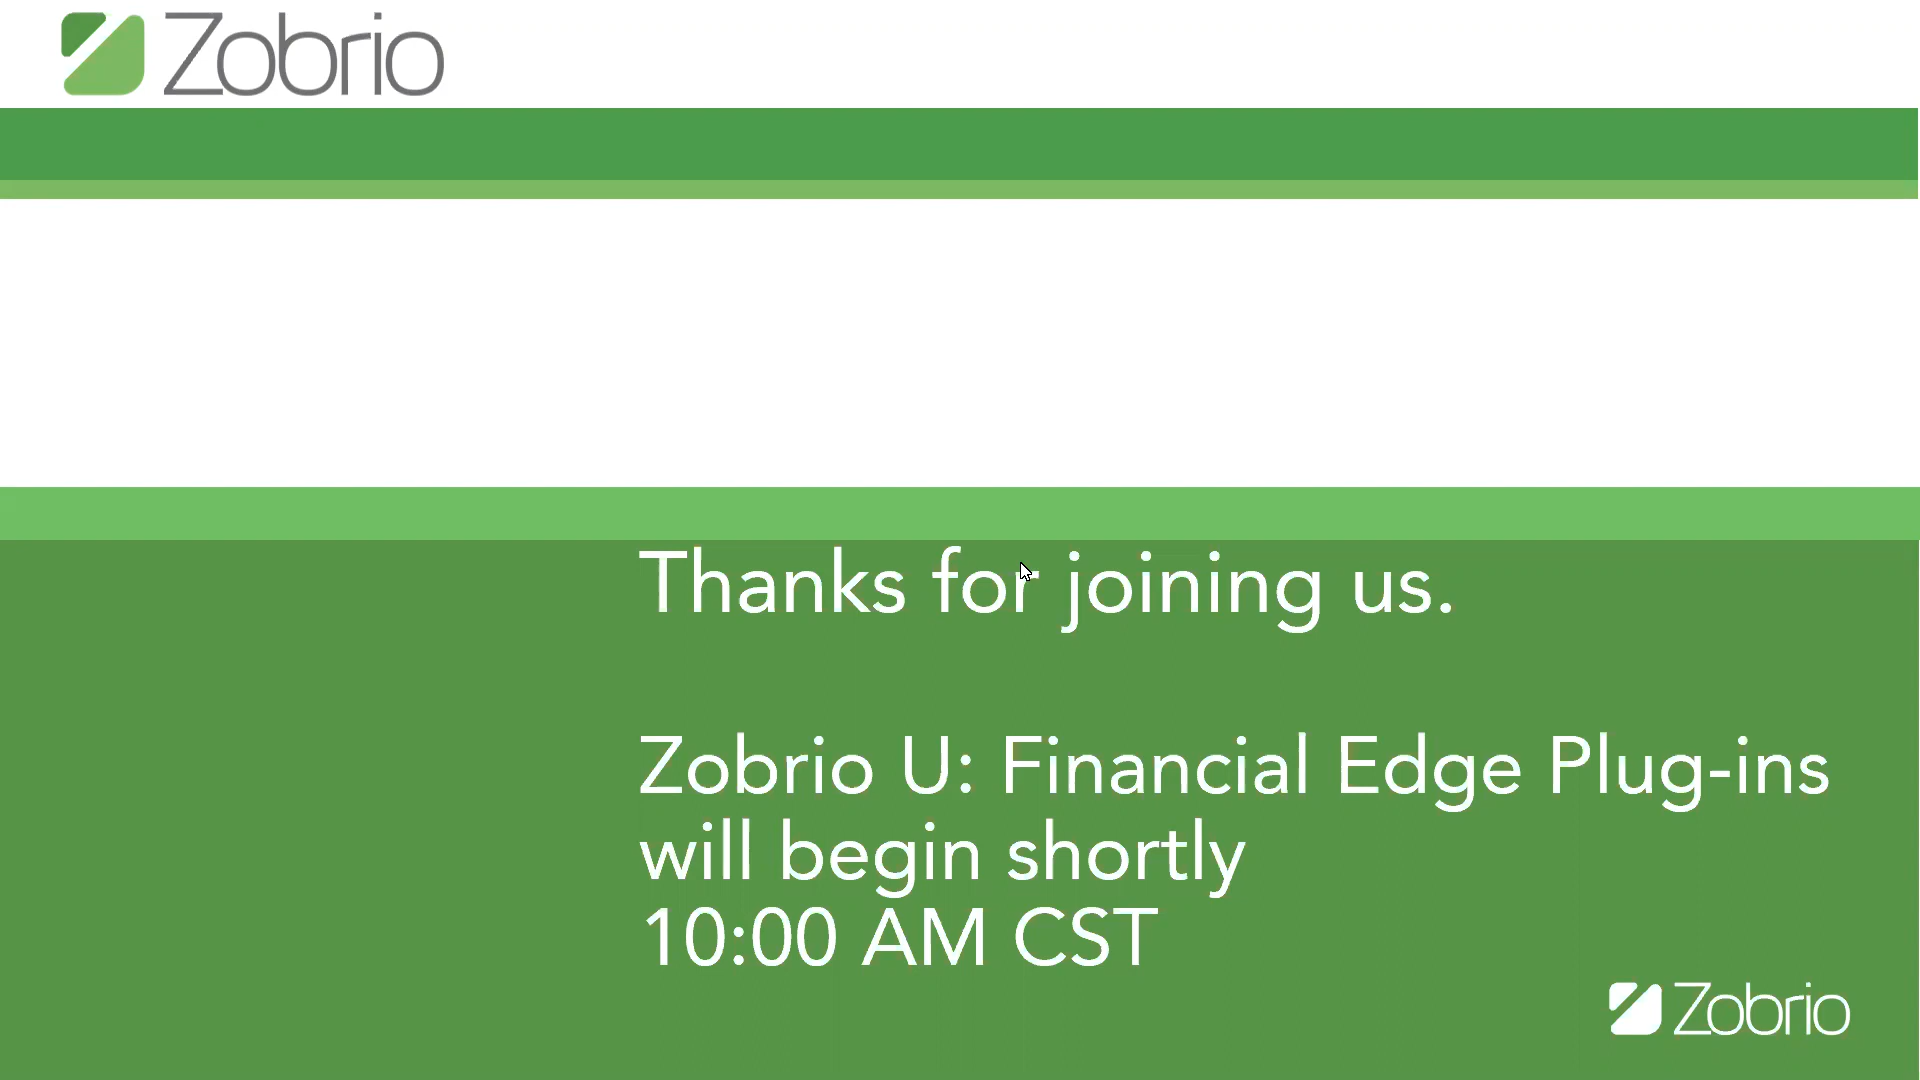 Zobrio
Thanks for joining us.
Zobrio U: Financial Edge Plug-ins
will begin shortly
10:00 AM CST
Zobrio